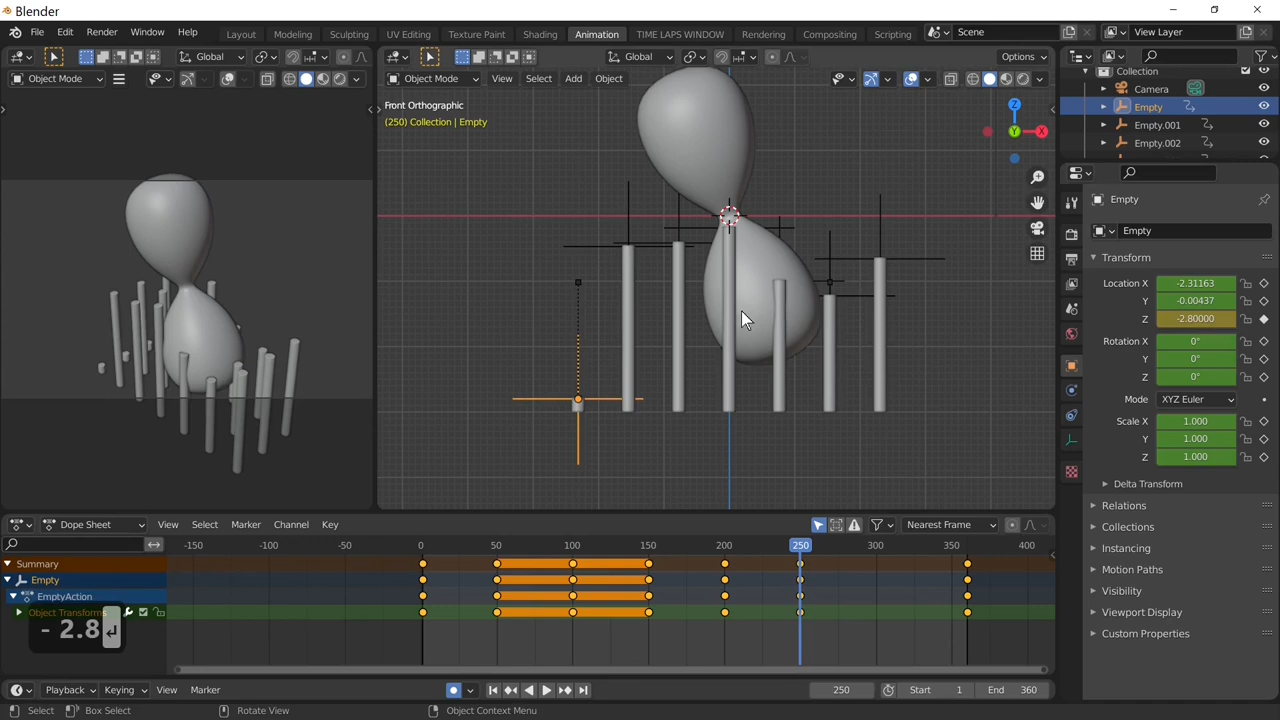 Blender
File Edit Render Window Help Layout Modeling Sculpting UV Editing Texture Paint Shading Animation TIME LAPS WINDOW Rendering Compositing Scripting Scene View Layer
Global Global Options
Object Mode Object Mode View Select Add Object
Collection
Camera
Empty
Empty.001
Empty.002
Front Orthographic
(250) Collection | Empty
Z
X
Y
Empty
Empty
Transform
Location X -2.31163
Y -0.00437
Z -2.80000
Rotation X 0°
Y 0°
Z 0°
Mode XYZ Euler
Scale X 1.000
Y 1.000
Z 1.000
Delta Transform
Relations
Collections
Instancing
Motion Paths
Visibility
Viewport Display
Custom Properties
Dope Sheet View Select Marker Channel Key Nearest Frame
-150 -100 -50 0 50 100 150 200 250 300 350 400
Summary
Empty
EmptyAction
Object Transforms
- 2.8
Playback Keying View Marker 250 Start 1 End 360
Select Box Select Rotate View Object Context Menu